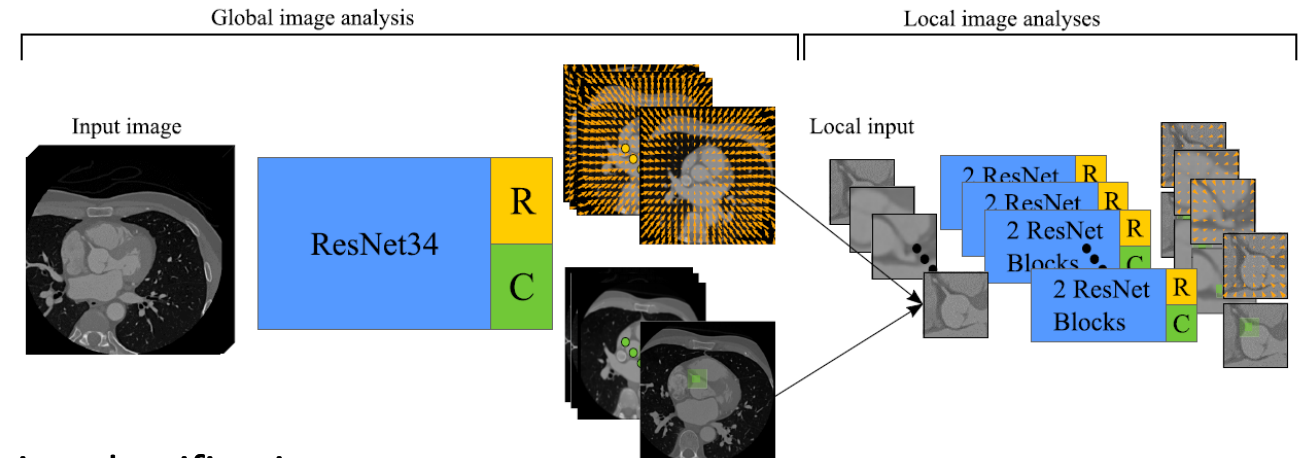 Global image analysis
Local image analyses
Input image
Local input
ResNet34
R
C
2 ResNet
R
2 ResNet
R
2 ResNet
Blocks
R
C
2 ResNet
Blocks
R
C